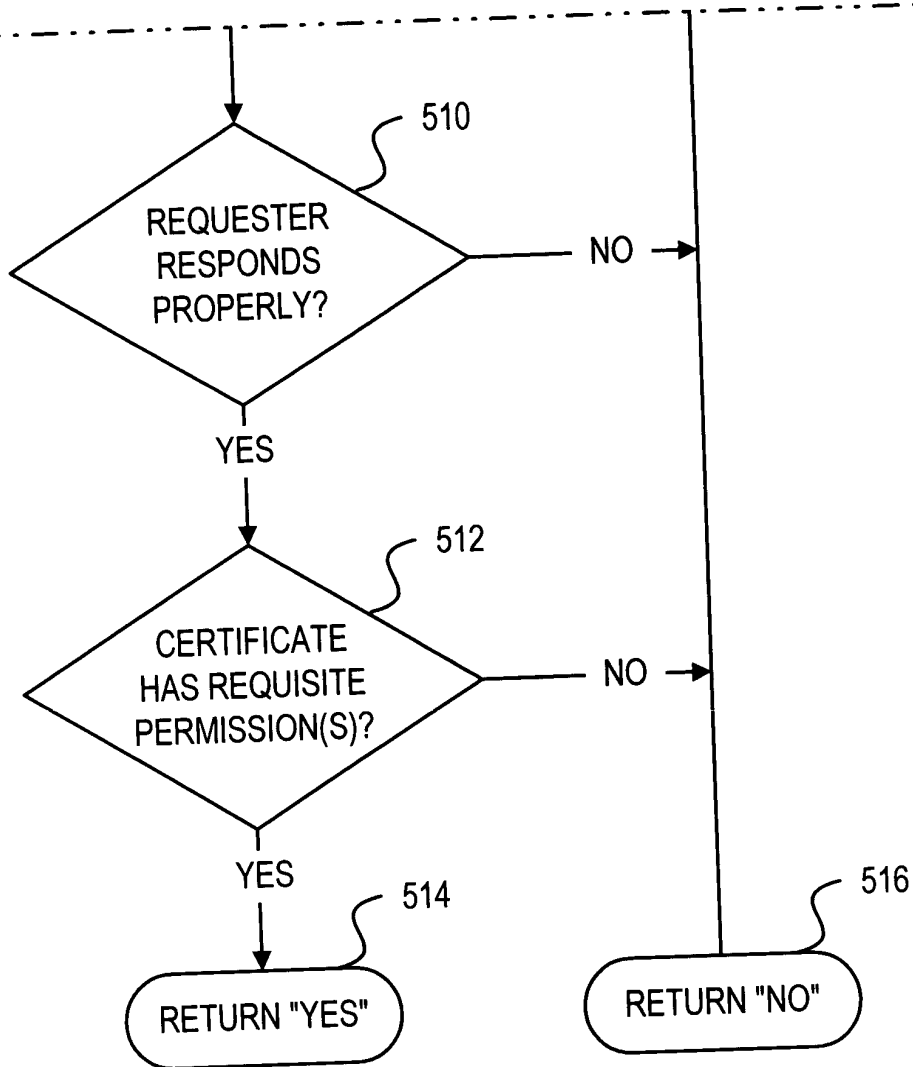 510
REQUESTER
RESPONDS
PROPERLY?
NO
YES
512
CERTIFICATE
HAS REQUISITE
PERMISSION(S)?
NO
YES
514
RETURN "YES"
516
RETURN "NO"